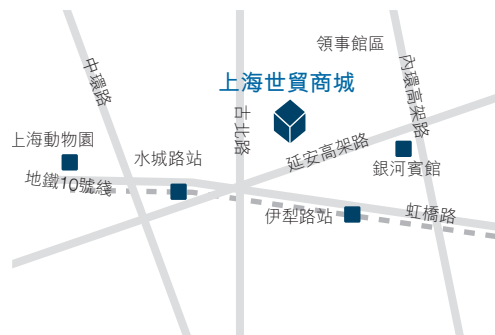 領事館區
中環路
內環高架路
上海世貿商城
古北路
上海動物園
水城路站
延安高架路
銀河賓館
地鐵10號綫
伊犁路站
虹橋路